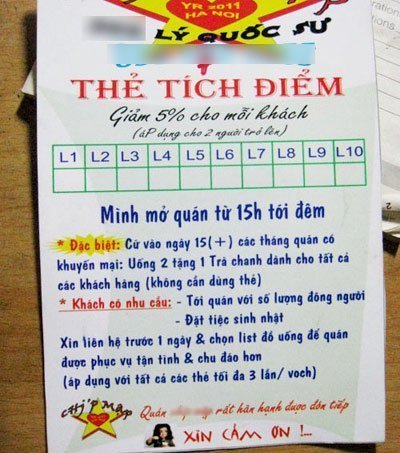 YR 2011
HA NOI
LÝ QUỐC SƯ
THẺ TÍCH ĐIỂM
Giảm 5% cho mỗi khách
(áP dụng cho 2 người trở lên)
L1 L2 L3 L4 L5 L6 L7 L8 L9 L10
Mình mở quán từ 15h tới đêm
* Đặc biệt: Cứ vào ngày 15(+) các tháng quán có
khuyến mại: Uống 2 tặng 1 Trà chanh dành cho tất cả
các khách hàng (không cần dùng thẻ)
* Khách có nhu cầu: - Tới quán với số lượng đông người
- Đặt tiệc sinh nhật
Xin liên hệ trước 1 ngày & chọn list đồ uống để quán
được phục vụ tận tình & chu đáo hơn
(áp dụng với tất cả các thẻ tối đa 3 lần/ voch)
Chj'p Mập
Quán rất hân hạnh được đón tiếp
XIN CẢM ƠN !...